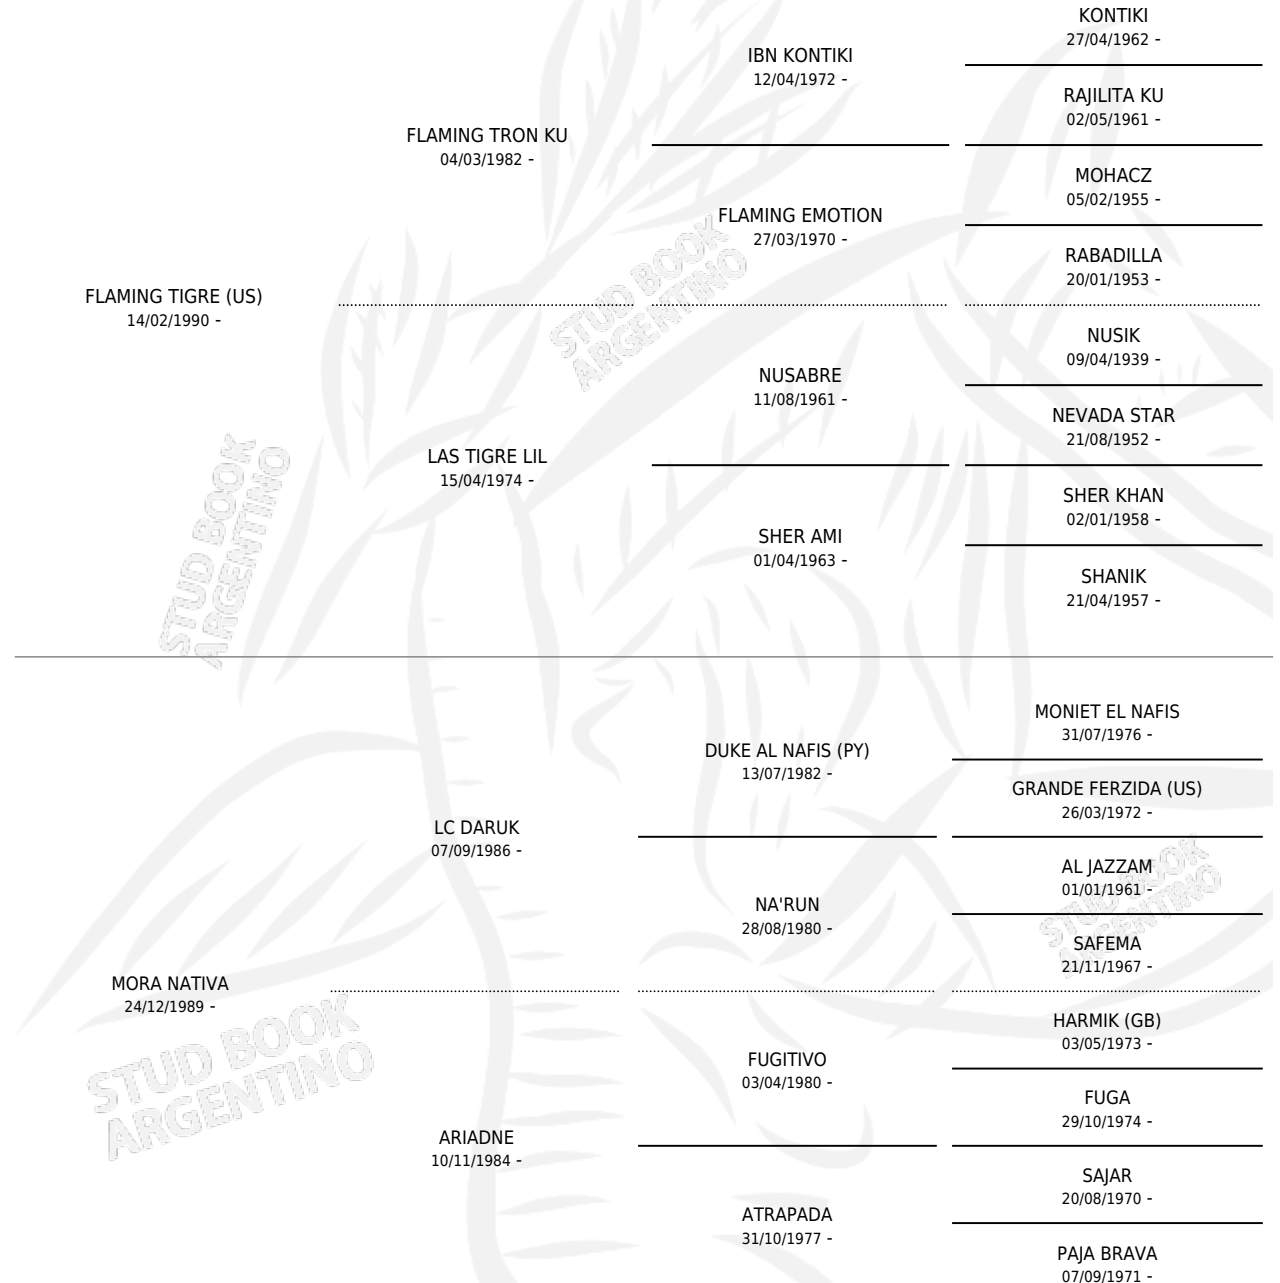 KONTIKI
27/04/1962 -
IBN KONTIKI
12/04/1972 -
RAJILITA KU
02/05/1961 -
FLAMING TRON KU
04/03/1982 -
MOHACZ
05/02/1955 -
FLAMING EMOTION
27/03/1970 -
RABADILLA
20/01/1953 -
FLAMING TIGRE (US)
14/02/1990 -
NUSIK
09/04/1939 -
NUSABRE
11/08/1961 -
NEVADA STAR
21/08/1952 -
LAS TIGRE LIL
15/04/1974 -
SHER KHAN
02/01/1958 -
SHER AMI
01/04/1963 -
SHANIK
21/04/1957 -
MONIET EL NAFIS
31/07/1976 -
DUKE AL NAFIS (PY)
13/07/1982 -
GRANDE FERZIDA (US)
26/03/1972 -
LC DARUK
07/09/1986 -
AL JAZZAM
01/01/1961 -
NA'RUN
28/08/1980 -
SAFEMA
21/11/1967 -
MORA NATIVA
24/12/1989 -
HARMIK (GB)
03/05/1973 -
FUGITIVO
03/04/1980 -
FUGA
29/10/1974 -
ARIADNE
10/11/1984 -
SAJAR
20/08/1970 -
ATRAPADA
31/10/1977 -
PAJA BRAVA
07/09/1971 -
STUD BOOK
ARGENTINO
STUD BOOK
ARGENTINO
STUD BOOK
ARGENTINO
STUD BOOK
ARGENTINO